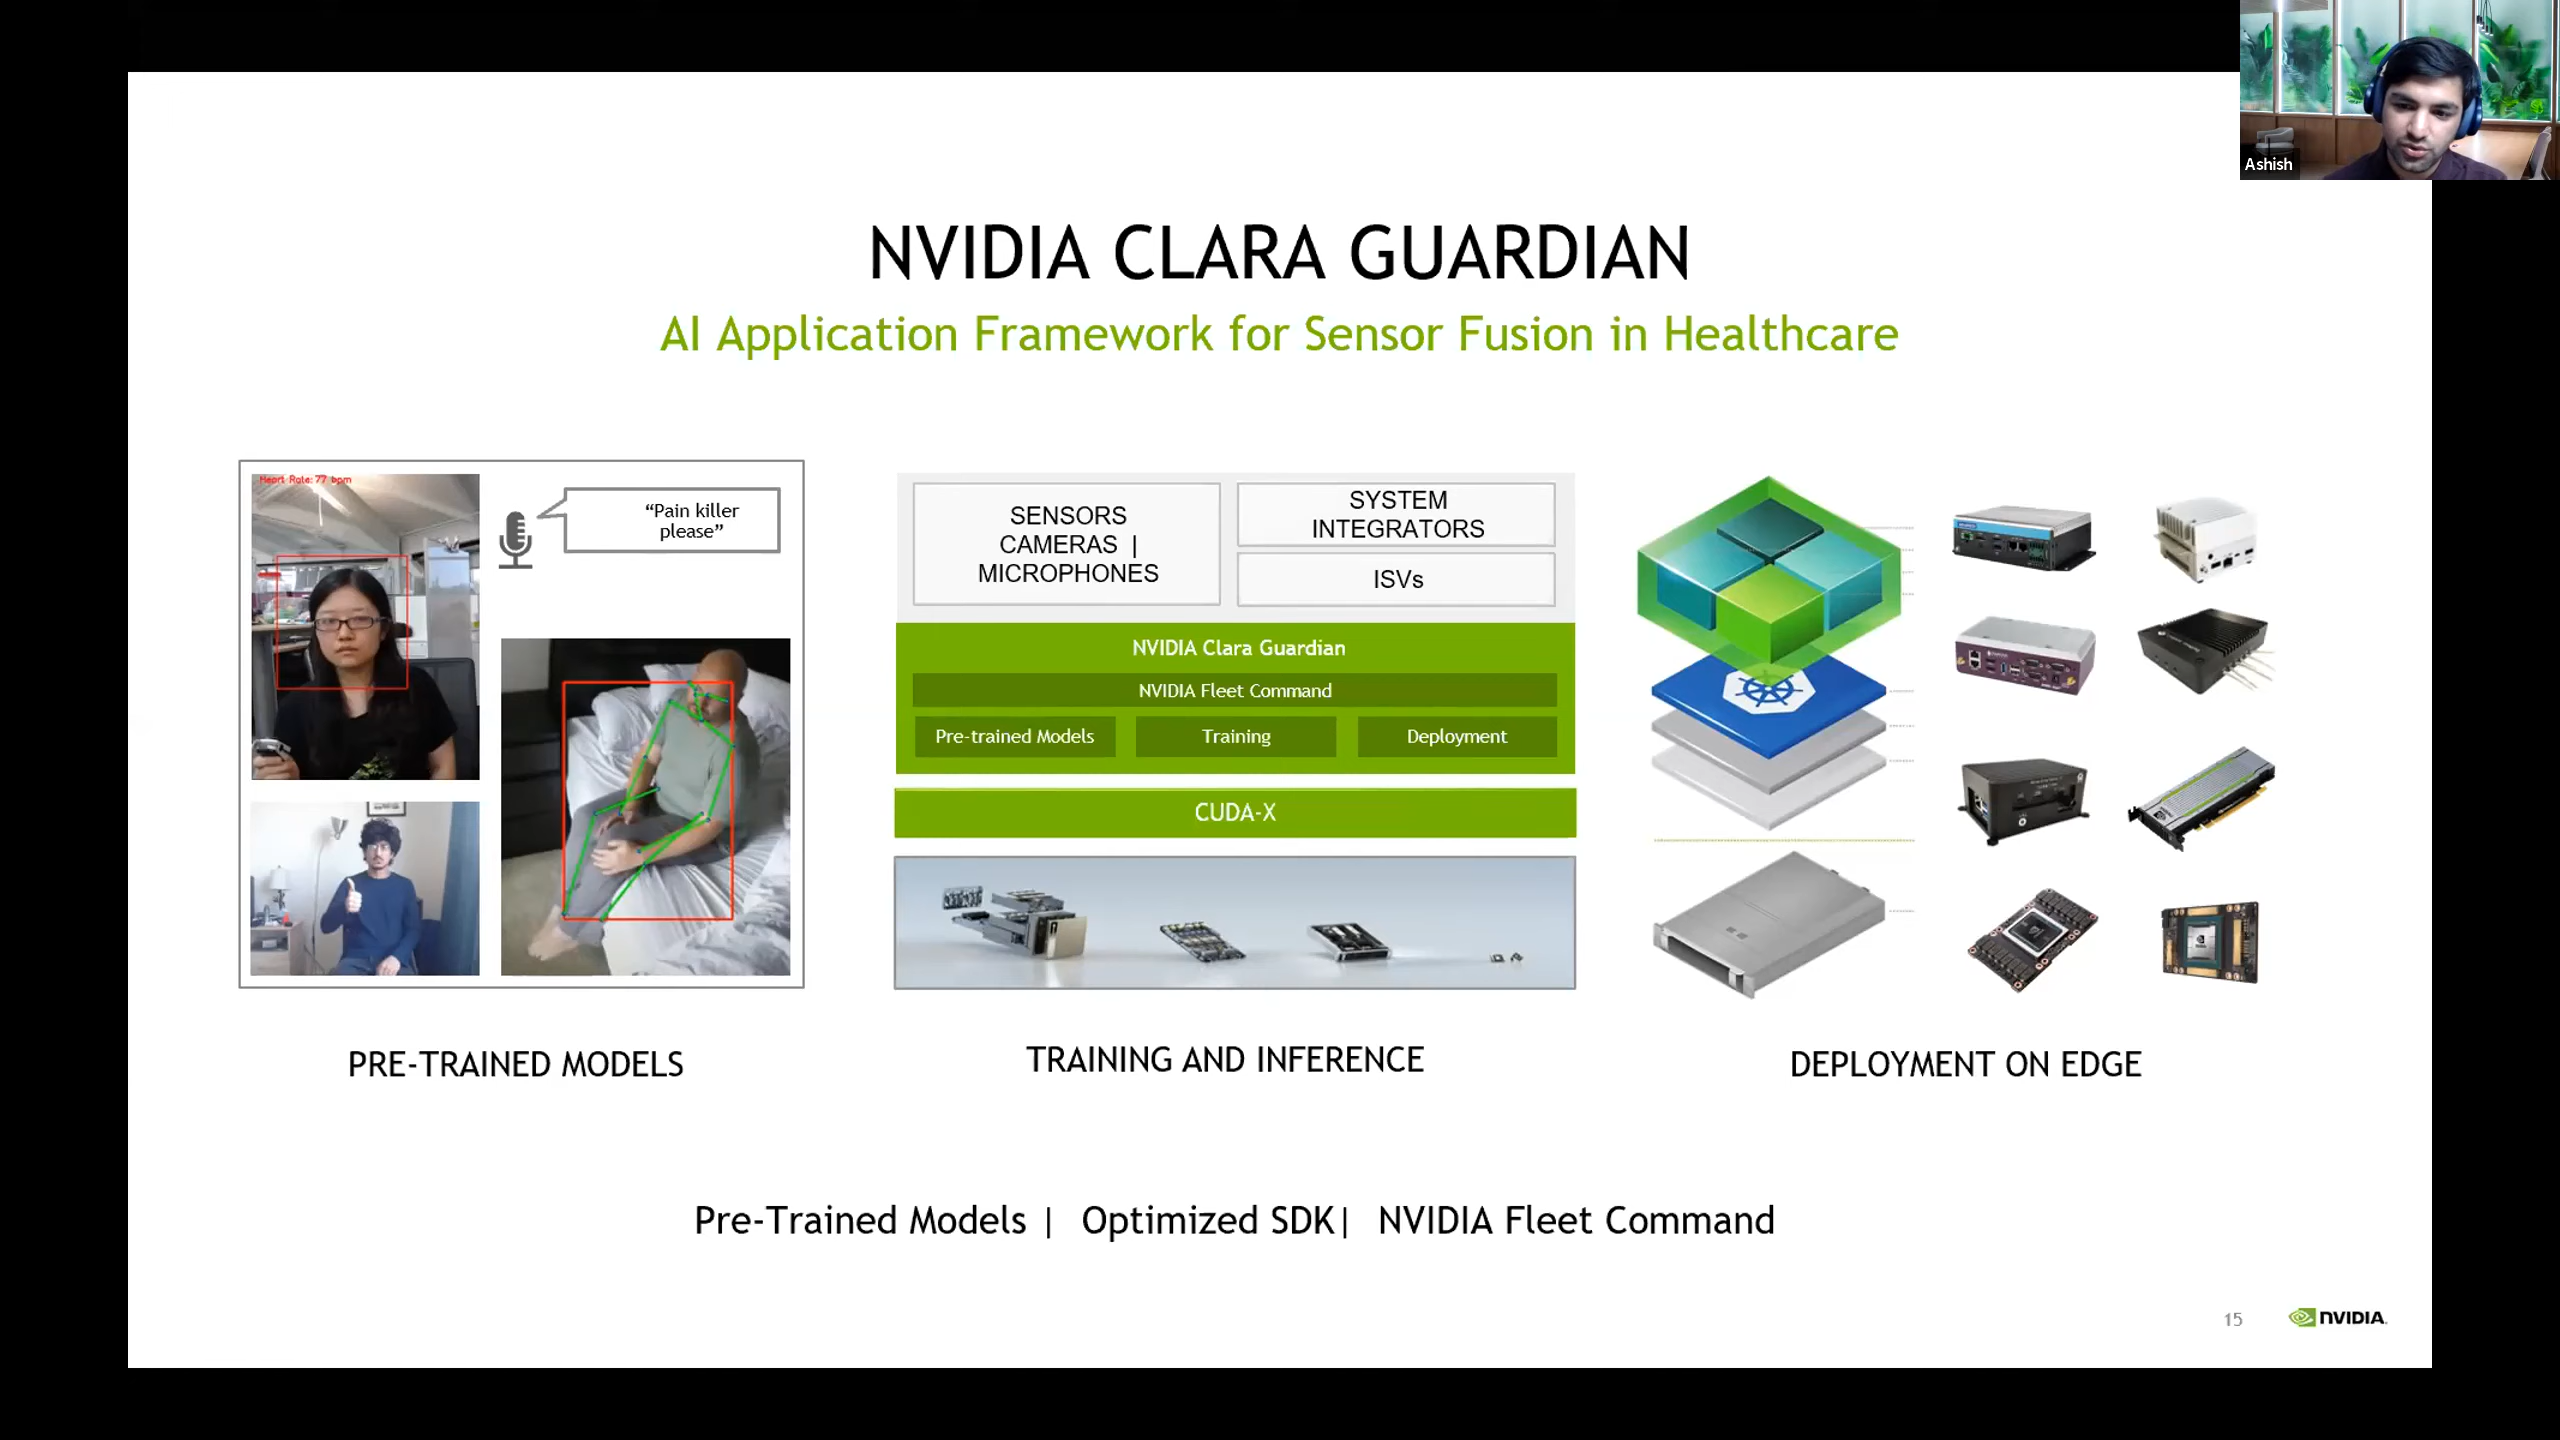 Ashish
NVIDIA CLARA GUARDIAN
AI Application Framework for Sensor Fusion in Healthcare
Heart Rate: 77 bpm
“Pain killer
please”
SENSORS
CAMERAS |
MICROPHONES
SYSTEM
INTEGRATORS
ISVs
NVIDIA Clara Guardian
NVIDIA Fleet Command
Pre-trained Models
Training
Deployment
CUDA-X
PRE-TRAINED MODELS
TRAINING AND INFERENCE
DEPLOYMENT ON EDGE
Pre-Trained Models | Optimized SDK| NVIDIA Fleet Command
15
NVIDIA.